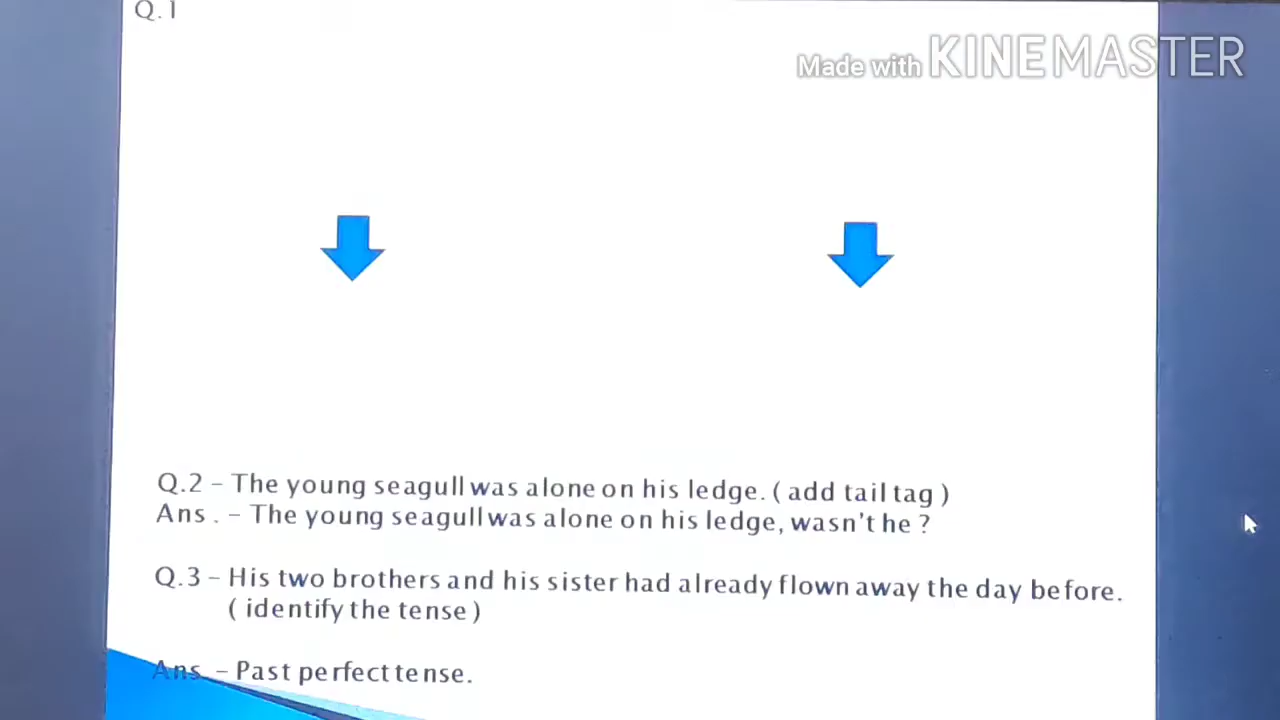 Q.1
Made with KINEMASTER
Q.2 – The young seagull was alone on his ledge. ( add tail tag )
Ans . – The young seagull was alone on his ledge, wasn't he ?
Q.3 – His two brothers and his sister had already flown away the day before.
( identify the tense )
Ans. – Past perfect tense.